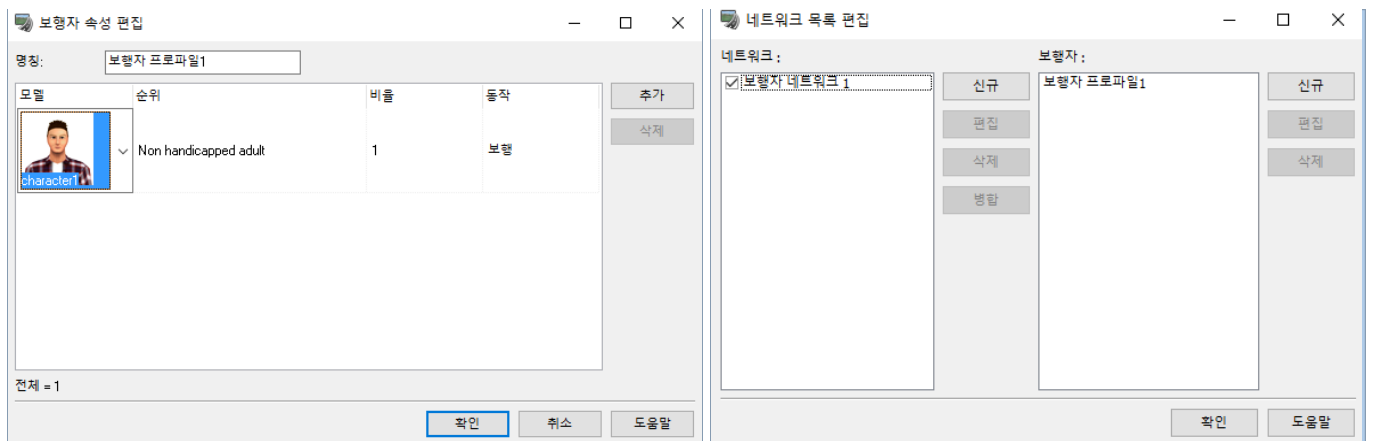 보행자 속성 편집
명칭:
보행자 프로파일1
모델 순위 비율 동작
character1
Non handicapped adult 1 보행
추가
삭제
전체 = 1
확인 취소 도움말
네트워크 목록 편집
네트워크 :
보행자 네트워크 1
신규
편집
삭제
병합
보행자 :
보행자 프로파일1
신규
편집
삭제
확인 도움말